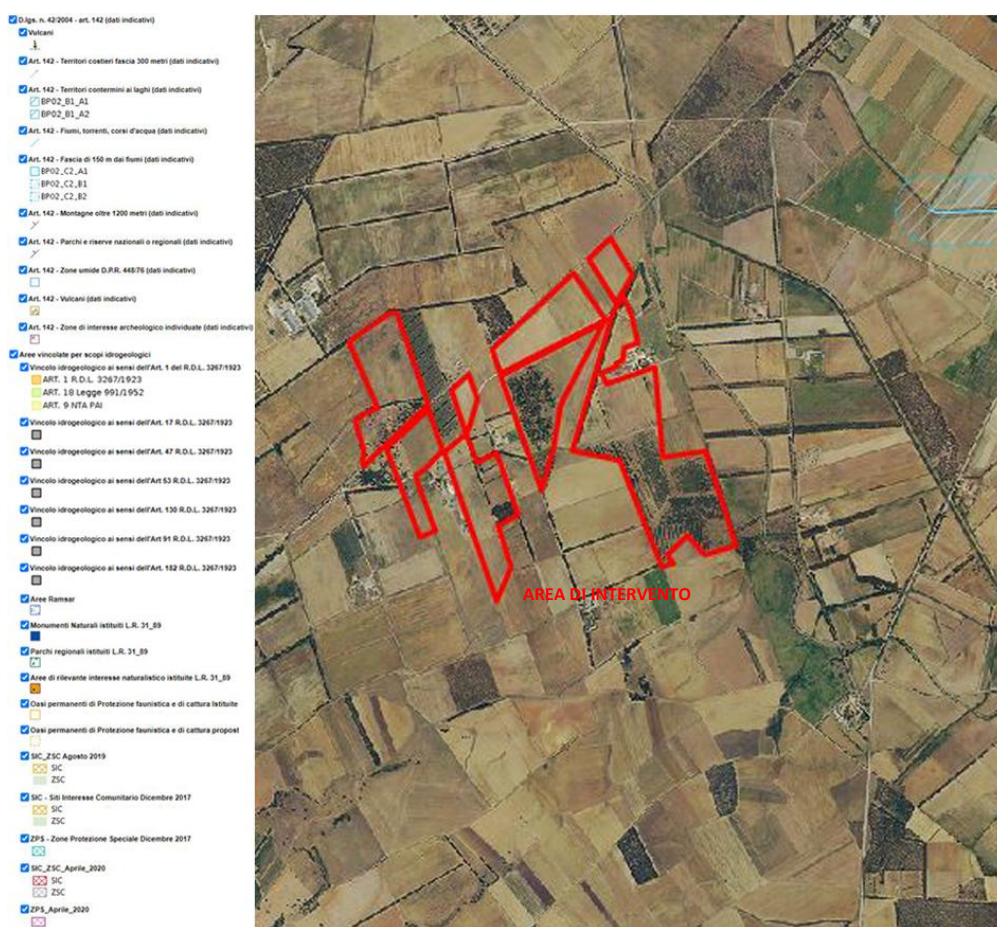 D.lgs. n. 42/2004 - art. 142 (dati indicativi)
Vulcani
Art. 142 - Territori costieri fascia 300 metri (dati indicativi)
Art. 142 - Territori contermini ai laghi (dati indicativi)
BP02_B1_A1
BP02_B1_A2
Art. 142 - Fiumi, torrenti, corsi d'acqua (dati indicativi)
Art. 142 - Fascia di 150 m dai fiumi (dati indicativi)
BP02_C2_A1
BP02_C2_B1
BP02_C2_B2
Art. 142 - Montagne oltre 1200 metri (dati indicativi)
Art. 142 - Parchi e riserve nazionali o regionali (dati indicativi)
Art. 142 - Zone umide D.P.R. 448/76 (dati indicativi)
Art. 142 - Vulcani (dati indicativi)
Art. 142 - Zone di interesse archeologico individuate (dati indicativi)
Aree vincolate per scopi idrogeologici
Vincolo idrogeologico ai sensi dell'Art. 1 del R.D.L. 3267/1923
ART. 1 R.D.L. 3267/1923
ART. 18 Legge 991/1952
ART. 9 NTA PAI
Vincolo idrogeologico ai sensi dell'Art. 17 R.D.L. 3267/1923
Vincolo idrogeologico ai sensi dell'Art. 47 R.D.L. 3267/1923
Vincolo idrogeologico ai sensi dell'Art 53 R.D.L. 3267/1923
Vincolo idrogeologico ai sensi dell'Art. 130 R.D.L. 3267/1923
Vincolo idrogeologico ai sensi dell'Art 91 R.D.L. 3267/1923
Vincolo idrogeologico ai sensi dell'Art. 182 R.D.L. 3267/1923
Aree Ramsar
Monumenti Naturali istituiti L.R. 31_89
Parchi regionali istituiti L.R. 31_89
Aree di rilevante interesse naturalistico istituite L.R. 31_89
Oasi permanenti di Protezione faunistica e di cattura Istituite
Oasi permanenti di Protezione faunistica e di cattura propost
SIC_ZSC Agosto 2019
SIC
ZSC
SIC - Siti Interesse Comunitario Dicembre 2017
SIC
ZSC
ZPS - Zone Protezione Speciale Dicembre 2017
SIC_ZSC_Aprile_2020
SIC
ZSC
ZPS_Aprile_2020
AREA DI INTERVENTO